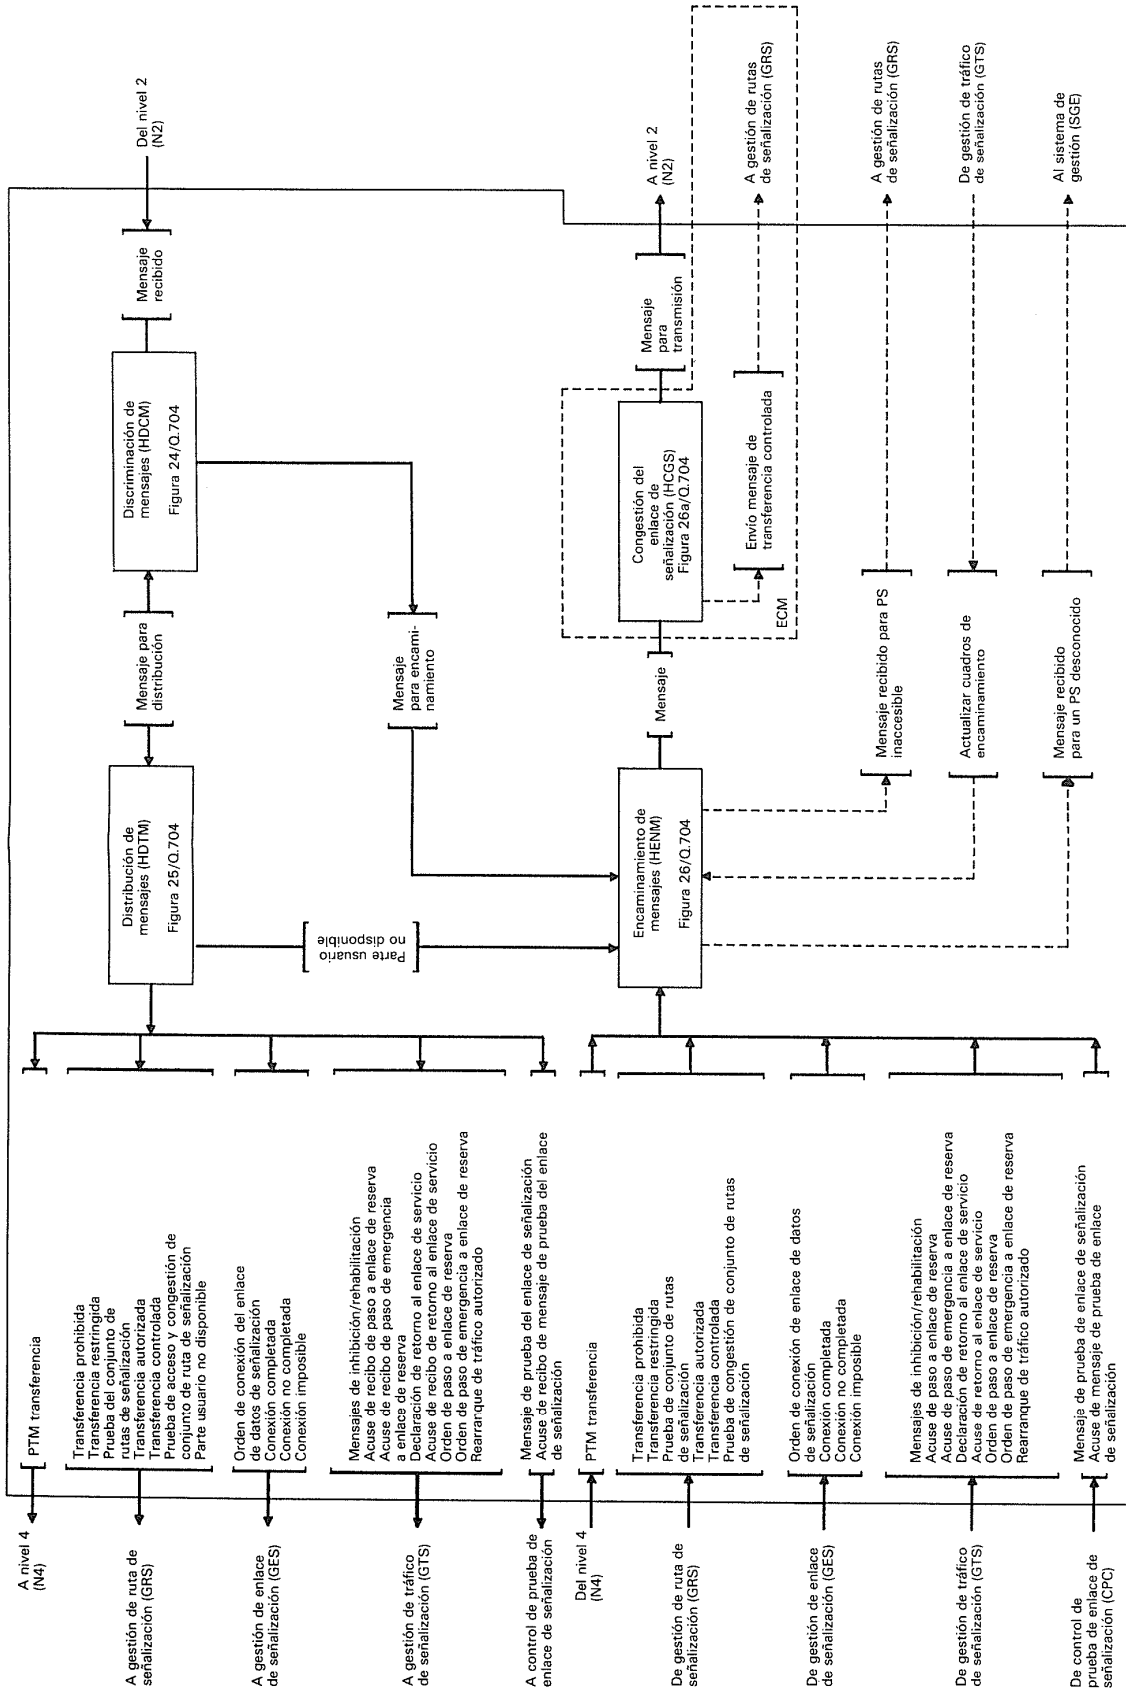 A nivel 4
(N4)
PTM transferencia
A gestión de ruta de
señalización (GRS)
Transferencia prohibida
Transferencia restringida
Prueba del conjunto de
rutas de señalización
Transferencia autorizada
Transferencia controlada
Prueba de acceso y congestión de
conjunto de ruta de señalización
Parte usuario no disponible
A gestión de enlace
de señalización (GES)
Orden de conexión del enlace
de datos de señalización
Conexión completada
Conexión no completada
Conexión imposible
A gestión de tráfico
de señalización (GTS)
Mensajes de inhibición/rehabilitación
Acuse de recibo de paso a enlace de reserva
Acuse de recibo de paso de emergencia
a enlace de reserva
Declaración de retorno al enlace de servicio
Acuse de recibo de retorno al enlace de servicio
Orden de paso a enlace de reserva
Orden de paso de emergencia a enlace de reserva
Rearranque de tráfico autorizado
A control de prueba de
enlace de señalización
Mensaje de prueba del enlace de señalización
Acuse de recibo de mensaje de prueba del enlace
de señalización
Del nivel 4
(N4)
PTM transferencia
De gestión de ruta de
señalización (GRS)
Transferencia prohibida
Transferencia restringida
Prueba de conjunto de rutas
de señalización
Transferencia autorizada
Transferencia controlada
Prueba congestión de conjunto de rutas
de señalización
De gestión de enlace
de señalización (GES)
Orden de conexión de enlace de datos
de señalización
Conexión completada
Conexión no completada
Conexión imposible
De gestión de tráfico
de señalización (GTS)
Mensajes de inhibición/rehabilitación
Acuse de paso a enlace de reserva
Acuse de paso de emergencia a enlace de reserva
Declaración de retorno al enlace de servicio
Acuse de retorno al enlace de servicio
Orden de paso a enlace de reserva
Orden de paso de emergencia a enlace de reserva
Rearranque de tráfico autorizado
De control de
prueba de enlace de
señalización (CPC)
Mensaje de prueba de enlace de señalización
Acuse de mensaje de prueba de enlace
de señalización
Distribución de
mensajes (HDTM)
Figura 25/Q.704
Mensaje para
distribución
Discriminación de
mensajes (HDCM)
Figura 24/Q.704
Mensaje
recibido
Del nivel 2
(N2)
Parte usuario
no disponible
Mensaje
para encami-
namiento
Encaminamiento de
mensajes (HENM)
Figura 26/Q.704
Mensaje
Congestión del
enlace de
señalización (HCGS)
Figura 26a/Q.704
Mensaje
para
transmisión
A nivel 2
(N2)
Envío mensaje de
transferencia controlada
A gestión de rutas
de señalización (GRS)
ECM
Mensaje recibido para PS
inaccesible
A gestión de rutas
de señalización (GRS)
Actualizar cuadros de
encaminamiento
De gestión de tráfico
de señalización (GTS)
Mensaje recibido
para un PS desconocido
Al sistema de
gestión (SGE)